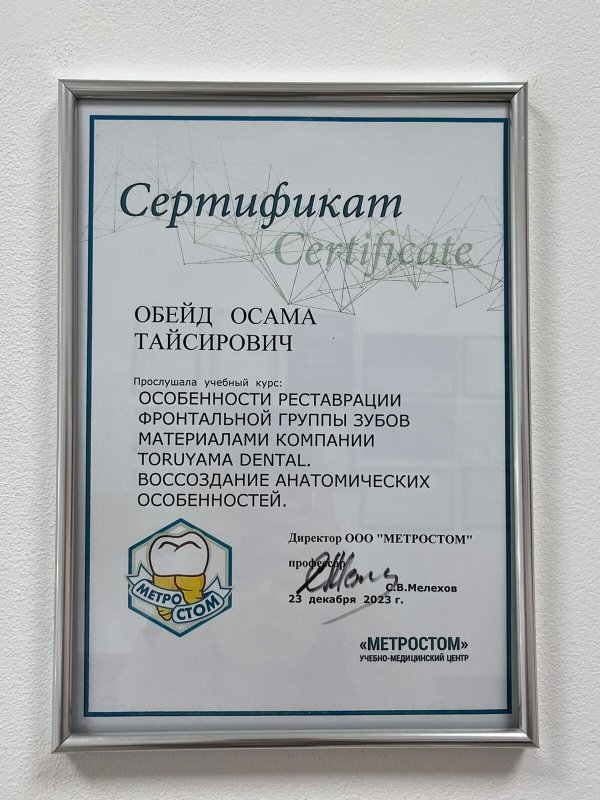 Сертификат
Certificate
ОБЕЙД ОСАМА
ТАЙСИРОВИЧ
Прослушала учебный курс:
ОСОБЕННОСТИ РЕСТАВРАЦИИ
ФРОНТАЛЬНОЙ ГРУППЫ ЗУБОВ
МАТЕРИАЛАМИ КОМПАНИИ
TORUYAMA DENTAL.
ВОССОЗДАНИЕ АНАТОМИЧЕСКИХ
ОСОБЕННОСТЕЙ.
Директор ООО "МЕТРОСТОМ"
профессор
С.В.Мелехов
23 декабря 2023 г.
МЕТРО
СТОМ
«МЕТРОСТОМ»
УЧЕБНО-МЕДИЦИНСКИЙ ЦЕНТР